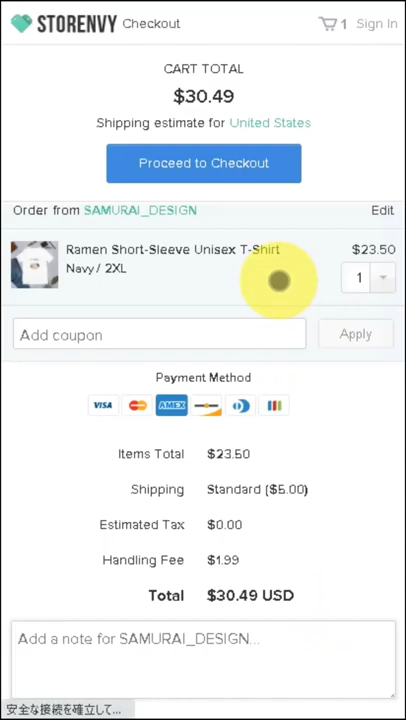 STORENVY Checkout 1 Sign In
CART TOTAL
$30.49
Shipping estimate for United States
Proceed to Checkout
Order from SAMURAI_DESIGN Edit
Ramen Short-Sleeve Unisex T-Shirt $23.50
Navy / 2XL
1
Add coupon Apply
Payment Method
VISA AMEX
Items Total $23.50
Shipping Standard ($5.00)
Estimated Tax $0.00
Handling Fee $1.99
Total $30.49 USD
Add a note for SAMURAI_DESIGN...
安全な接続を確立して...